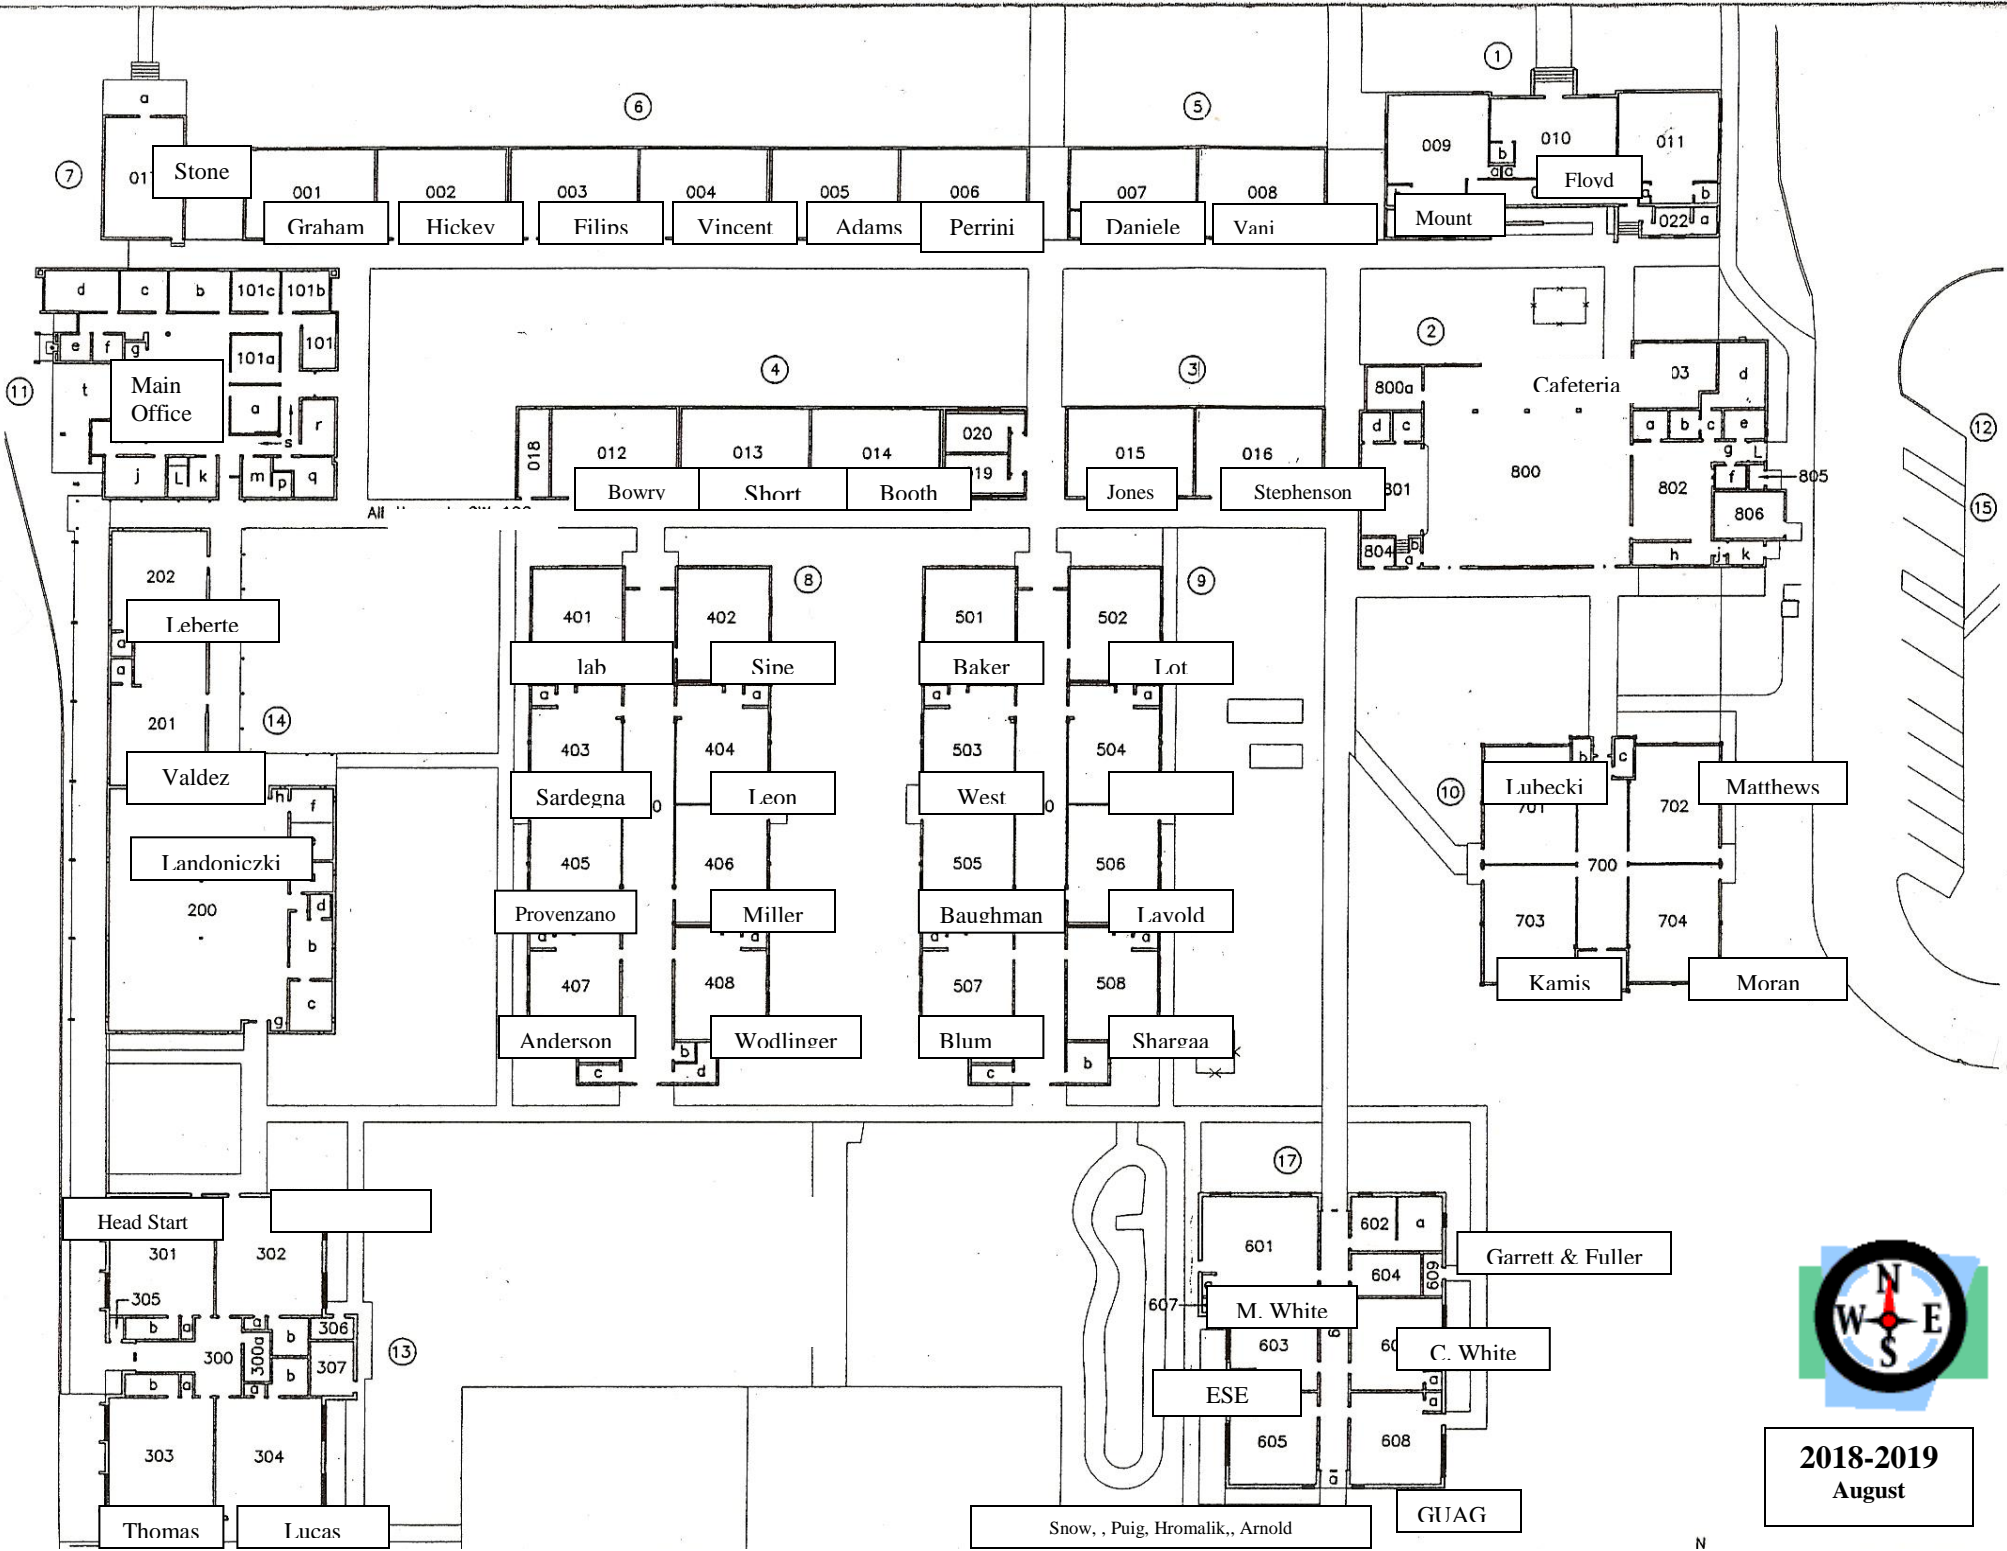 1
a
6
5
7
Stone
009
010
011
b
a
a
Floyd
b
001
002
003
004
005
006
007
008
Graham
Hickey
Filips
Vincent
Adams
Perrini
Daniele
Vani
Mount
022
a
d
c
b
101c
101b
e
f
g
101a
101
11
t
Main
Office
a
r
s
j
L
k
m
p
q
4
3
2
Cafeteria
800a
03
d
d
c
a
b
c
e
018
012
013
014
020
019
015
016
801
800
802
g
L
f
805
806
Bowry
Short
Booth
Jones
Stephenson
804
b
a
h
j
k
12
15
202
Leberte
a
a
201
14
Valdez
8
9
401
402
501
502
lab
Sipe
Baker
Lot
a
a
a
a
403
404
503
504
Sardegna
0
Leon
West
0
405
406
505
506
Provenzano
Miller
Baughman
Lavold
a
a
a
a
407
408
507
508
Anderson
Wodlinger
Blum
Shargaa
c
b
d
c
b
h
f
Landoniczki
200
d
b
c
g
10
b
c
Lubecki
Matthews
701
702
700
703
704
Kamis
Moran
17
Head Start
301
302
305
b
a
a
b
306
300
300a
307
13
b
a
a
b
303
304
Thomas
Lucas
601
602
a
Garrett & Fuller
604
609
607
M. White
603
60
C. White
a
a
ESE
605
608
a
GUAG
Snow, , Puig, Hromalik,, Arnold
N
W
E
S
2018-2019
August
N